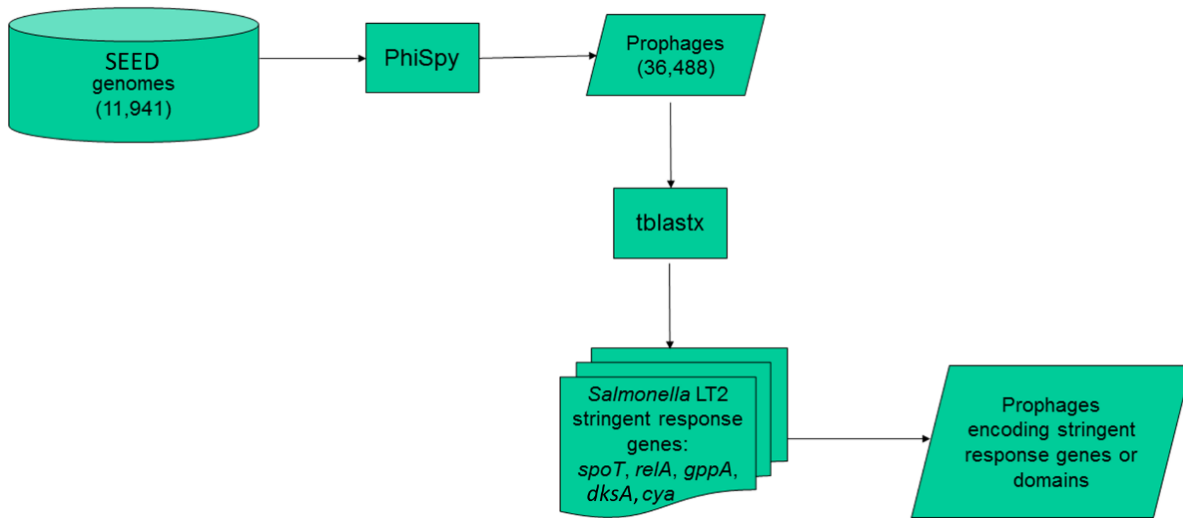 SEED
genomes
(11,941)
PhiSpy
Prophages
(36,488)
tblastx
Salmonella LT2
stringent response
genes:
spoT, relA, gppA,
dksA, cya
Prophages
encoding stringent
response genes or
domains